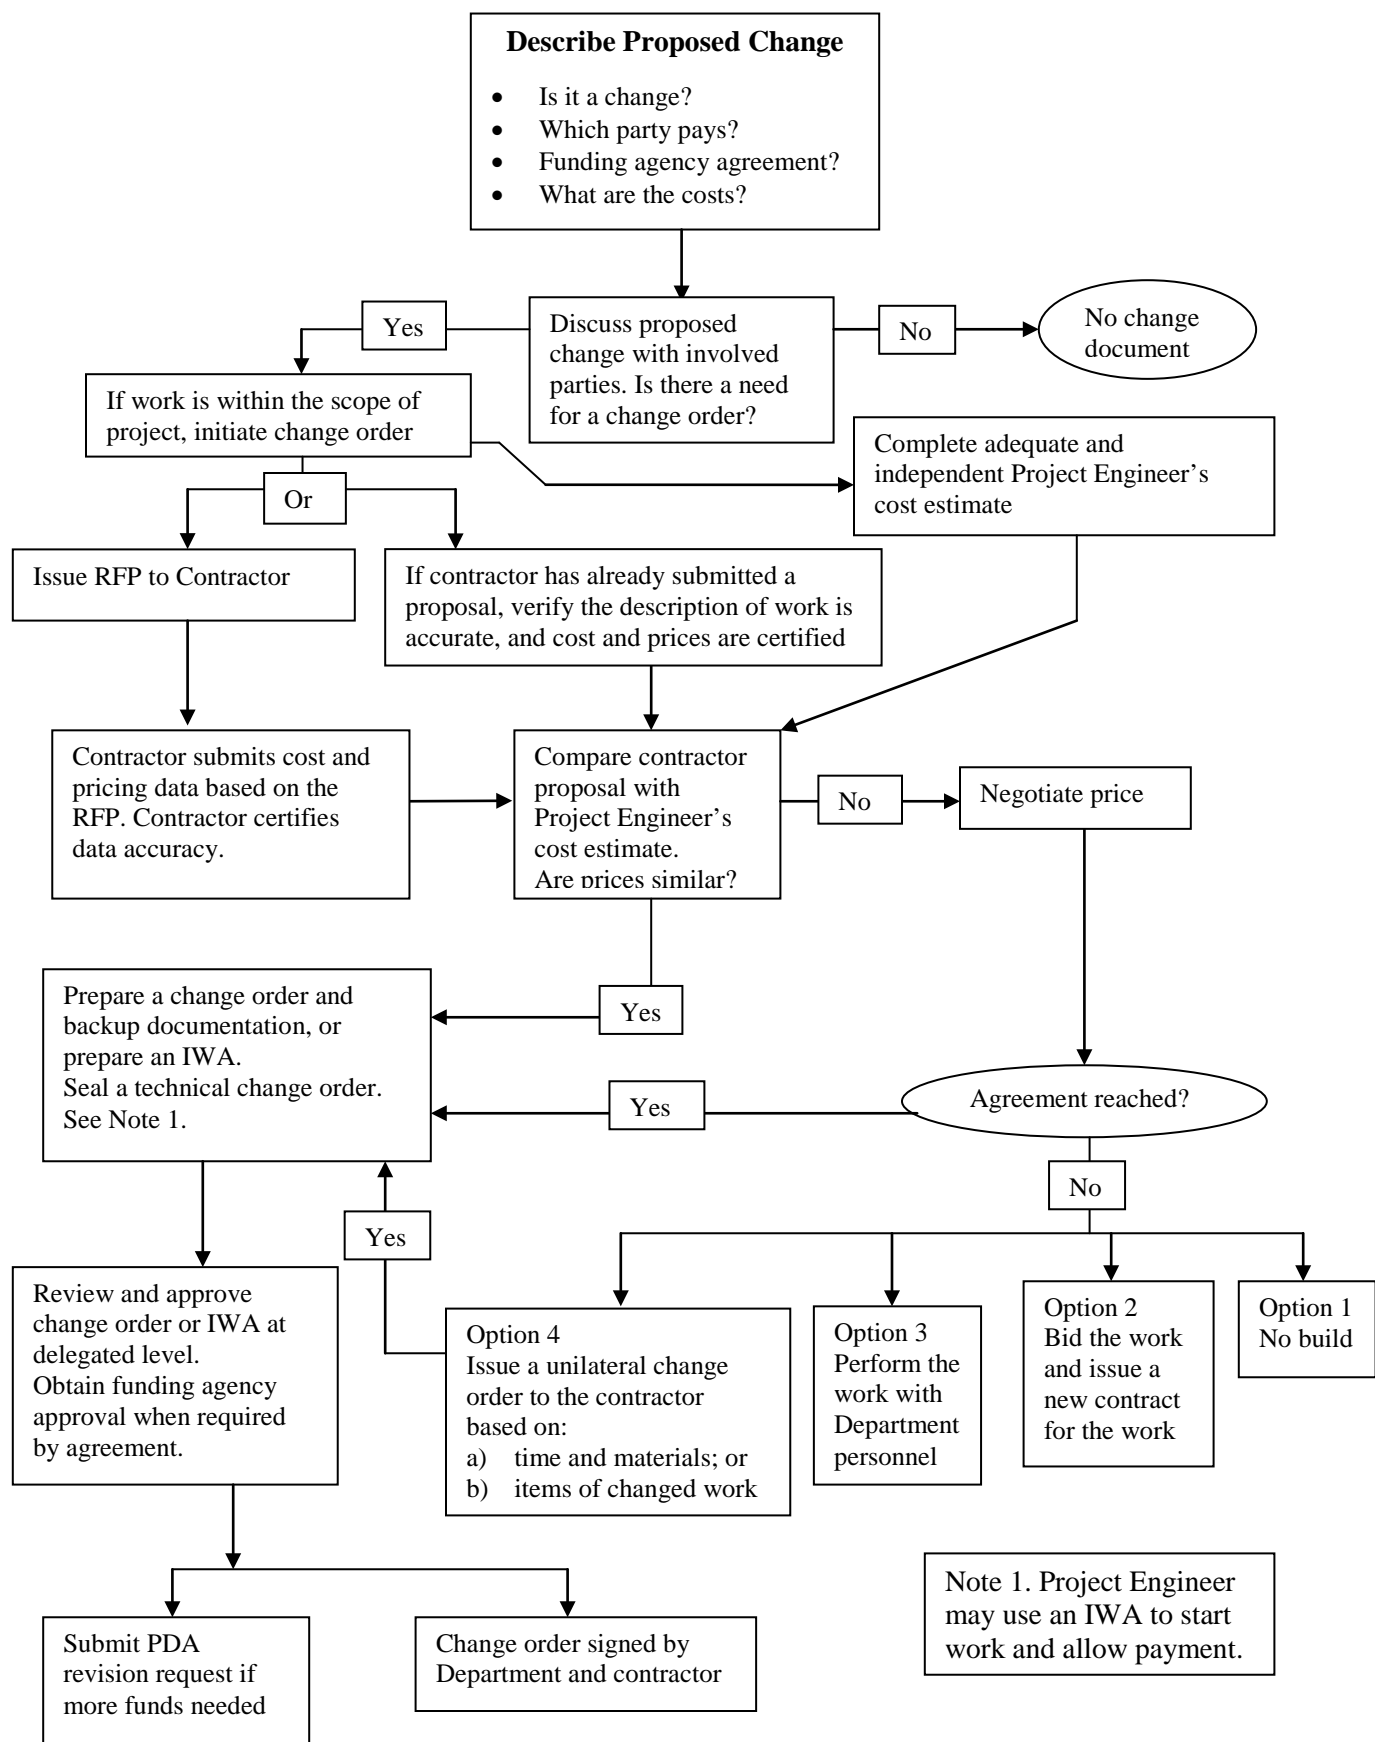 Describe Proposed Change
• Is it a change?
• Which party pays?
• Funding agency agreement?
• What are the costs?
Yes
Discuss proposed
change with involved
parties. Is there a need
for a change order?
No
No change
document
If work is within the scope of
project, initiate change order
Complete adequate and
independent Project Engineer’s
cost estimate
Or
Issue RFP to Contractor
If contractor has already submitted a
proposal, verify the description of work is
accurate, and cost and prices are certified
Contractor submits cost and
pricing data based on the
RFP. Contractor certifies
data accuracy.
Compare contractor
proposal with
Project Engineer’s
cost estimate.
Are prices similar?
No
Negotiate price
Yes
Prepare a change order and
backup documentation, or
prepare an IWA.
Seal a technical change order.
See Note 1.
Yes
Agreement reached?
No
Yes
Review and approve
change order or IWA at
delegated level.
Obtain funding agency
approval when required
by agreement.
Option 4
Issue a unilateral change
order to the contractor
based on:
a) time and materials; or
b) items of changed work
Option 3
Perform the
work with
Department
personnel
Option 2
Bid the work
and issue a
new contract
for the work
Option 1
No build
Submit PDA
revision request if
more funds needed
Change order signed by
Department and contractor
Note 1. Project Engineer
may use an IWA to start
work and allow payment.